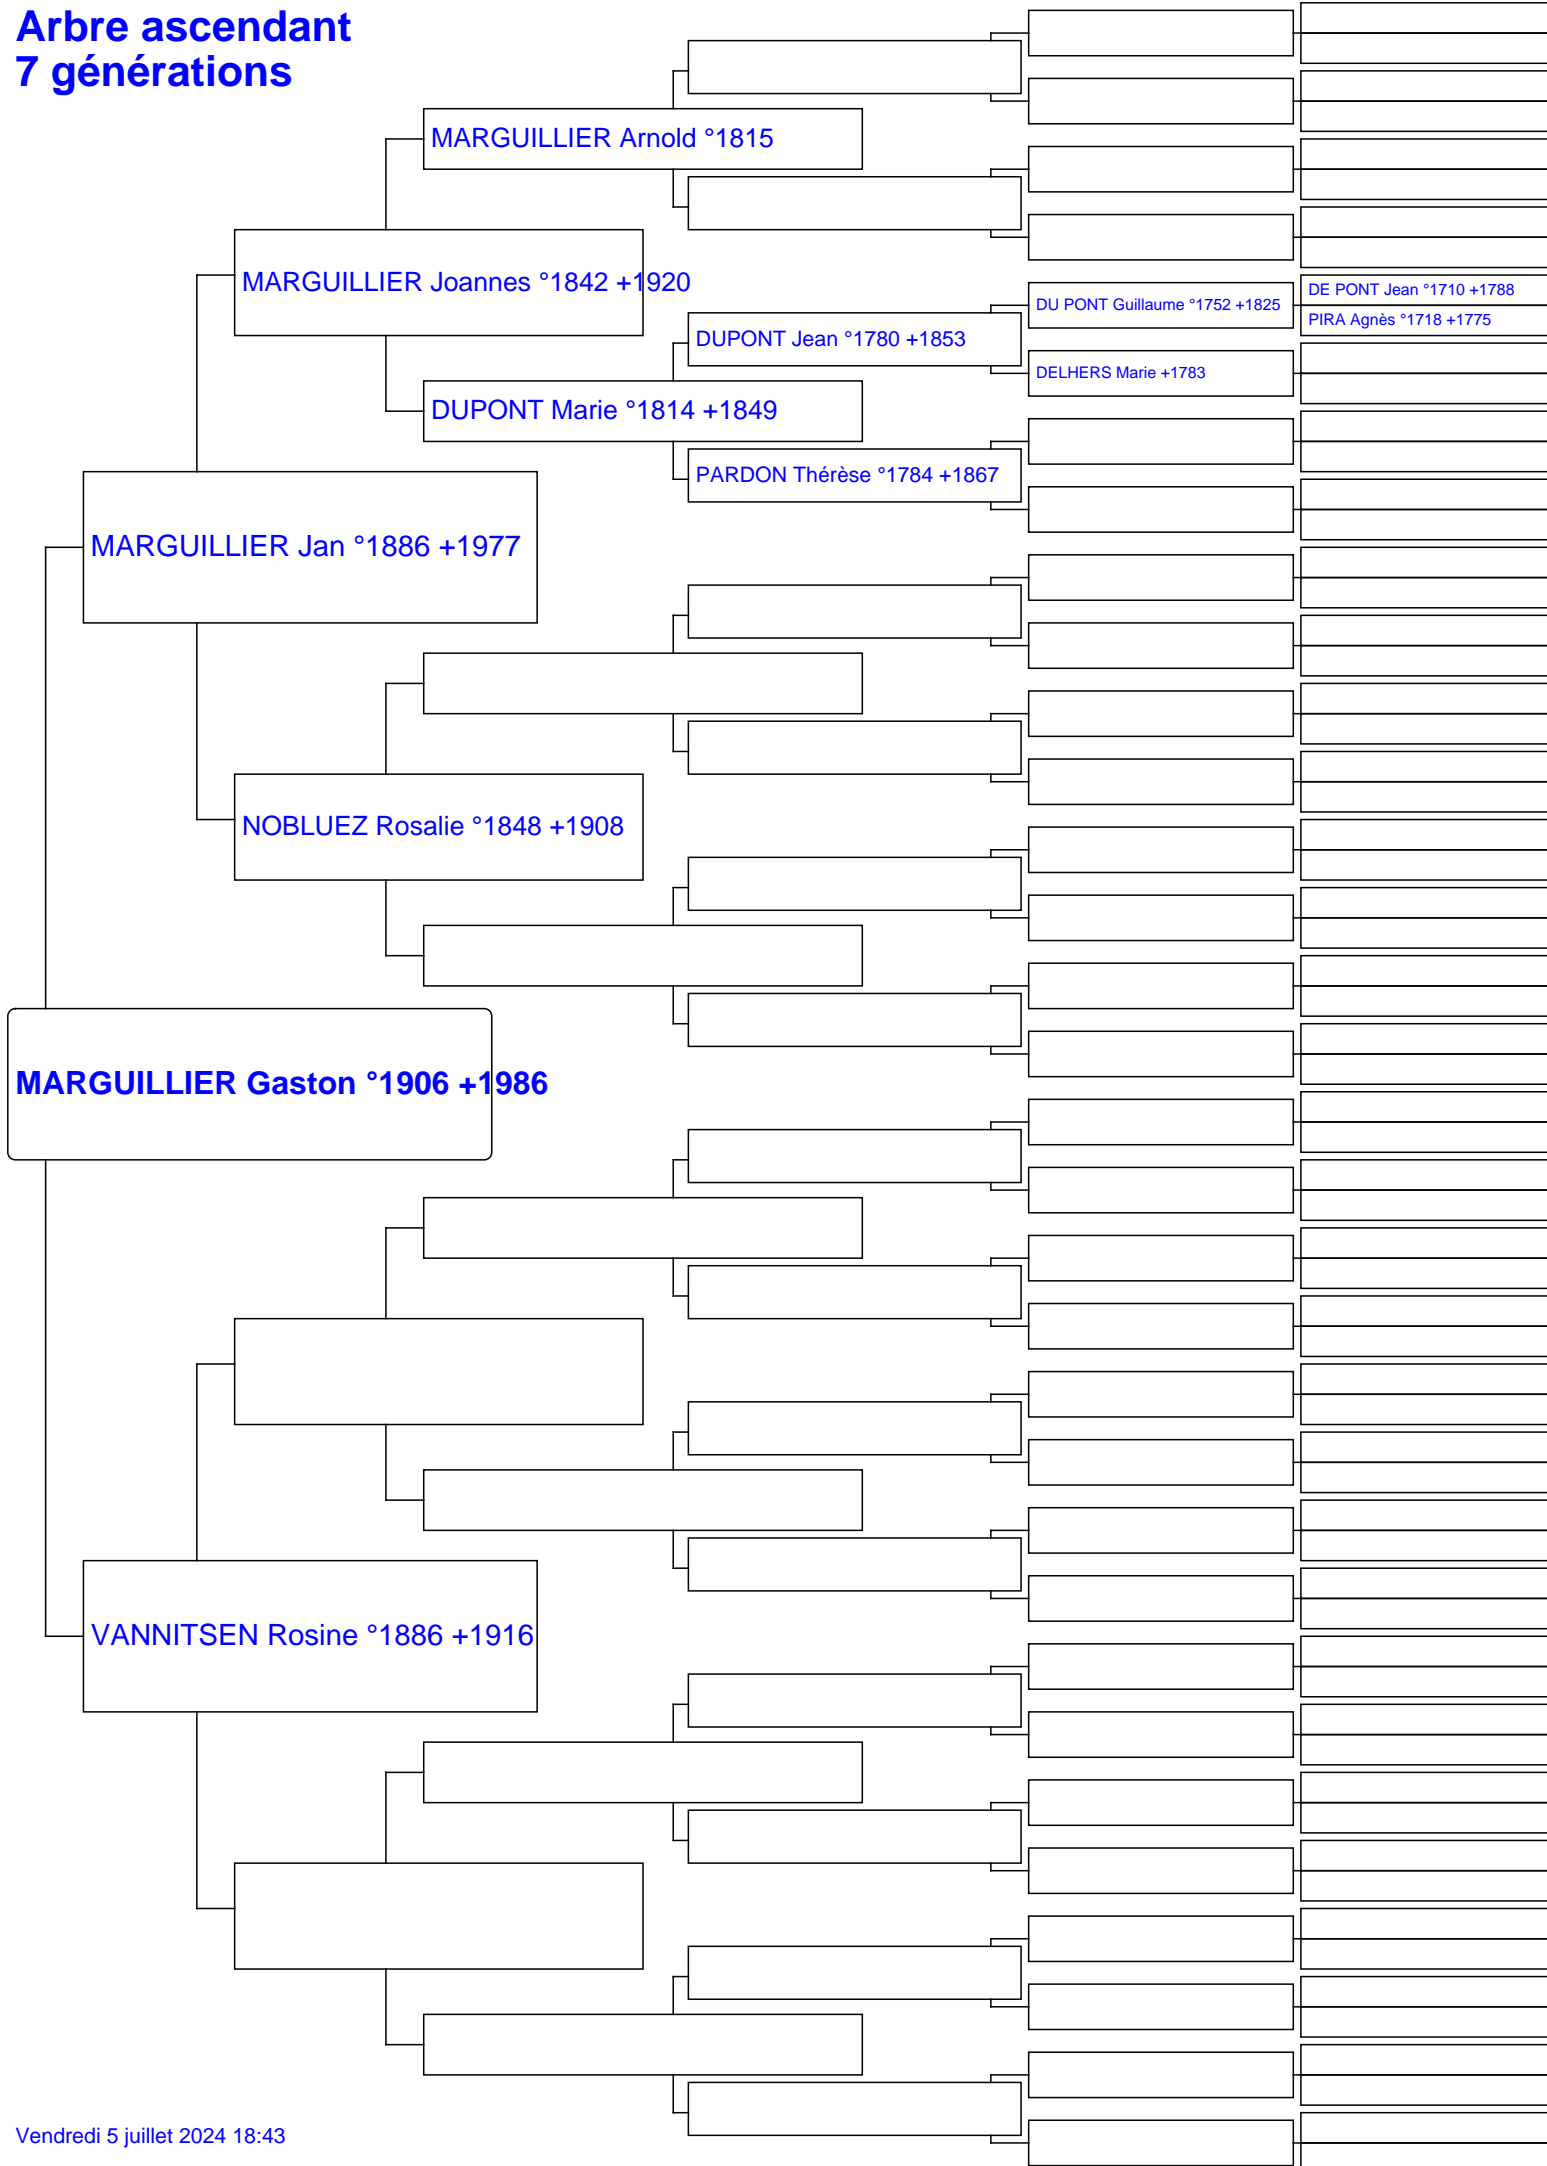 Arbre ascendant
7 générations
MARGUILLIER Arnold °1815
MARGUILLIER Joannes °1842 +1920
DE PONT Jean °1710 +1788
DU PONT Guillaume °1752 +1825
PIRA Agnès °1718 +1775
DUPONT Jean °1780 +1853
DELHERS Marie +1783
DUPONT Marie °1814 +1849
PARDON Thérèse °1784 +1867
MARGUILLIER Jan °1886 +1977
NOBLUEZ Rosalie °1848 +1908
MARGUILLIER Gaston °1906 +1986
VANNITSEN Rosine °1886 +1916
Vendredi 5 juillet 2024 18:43